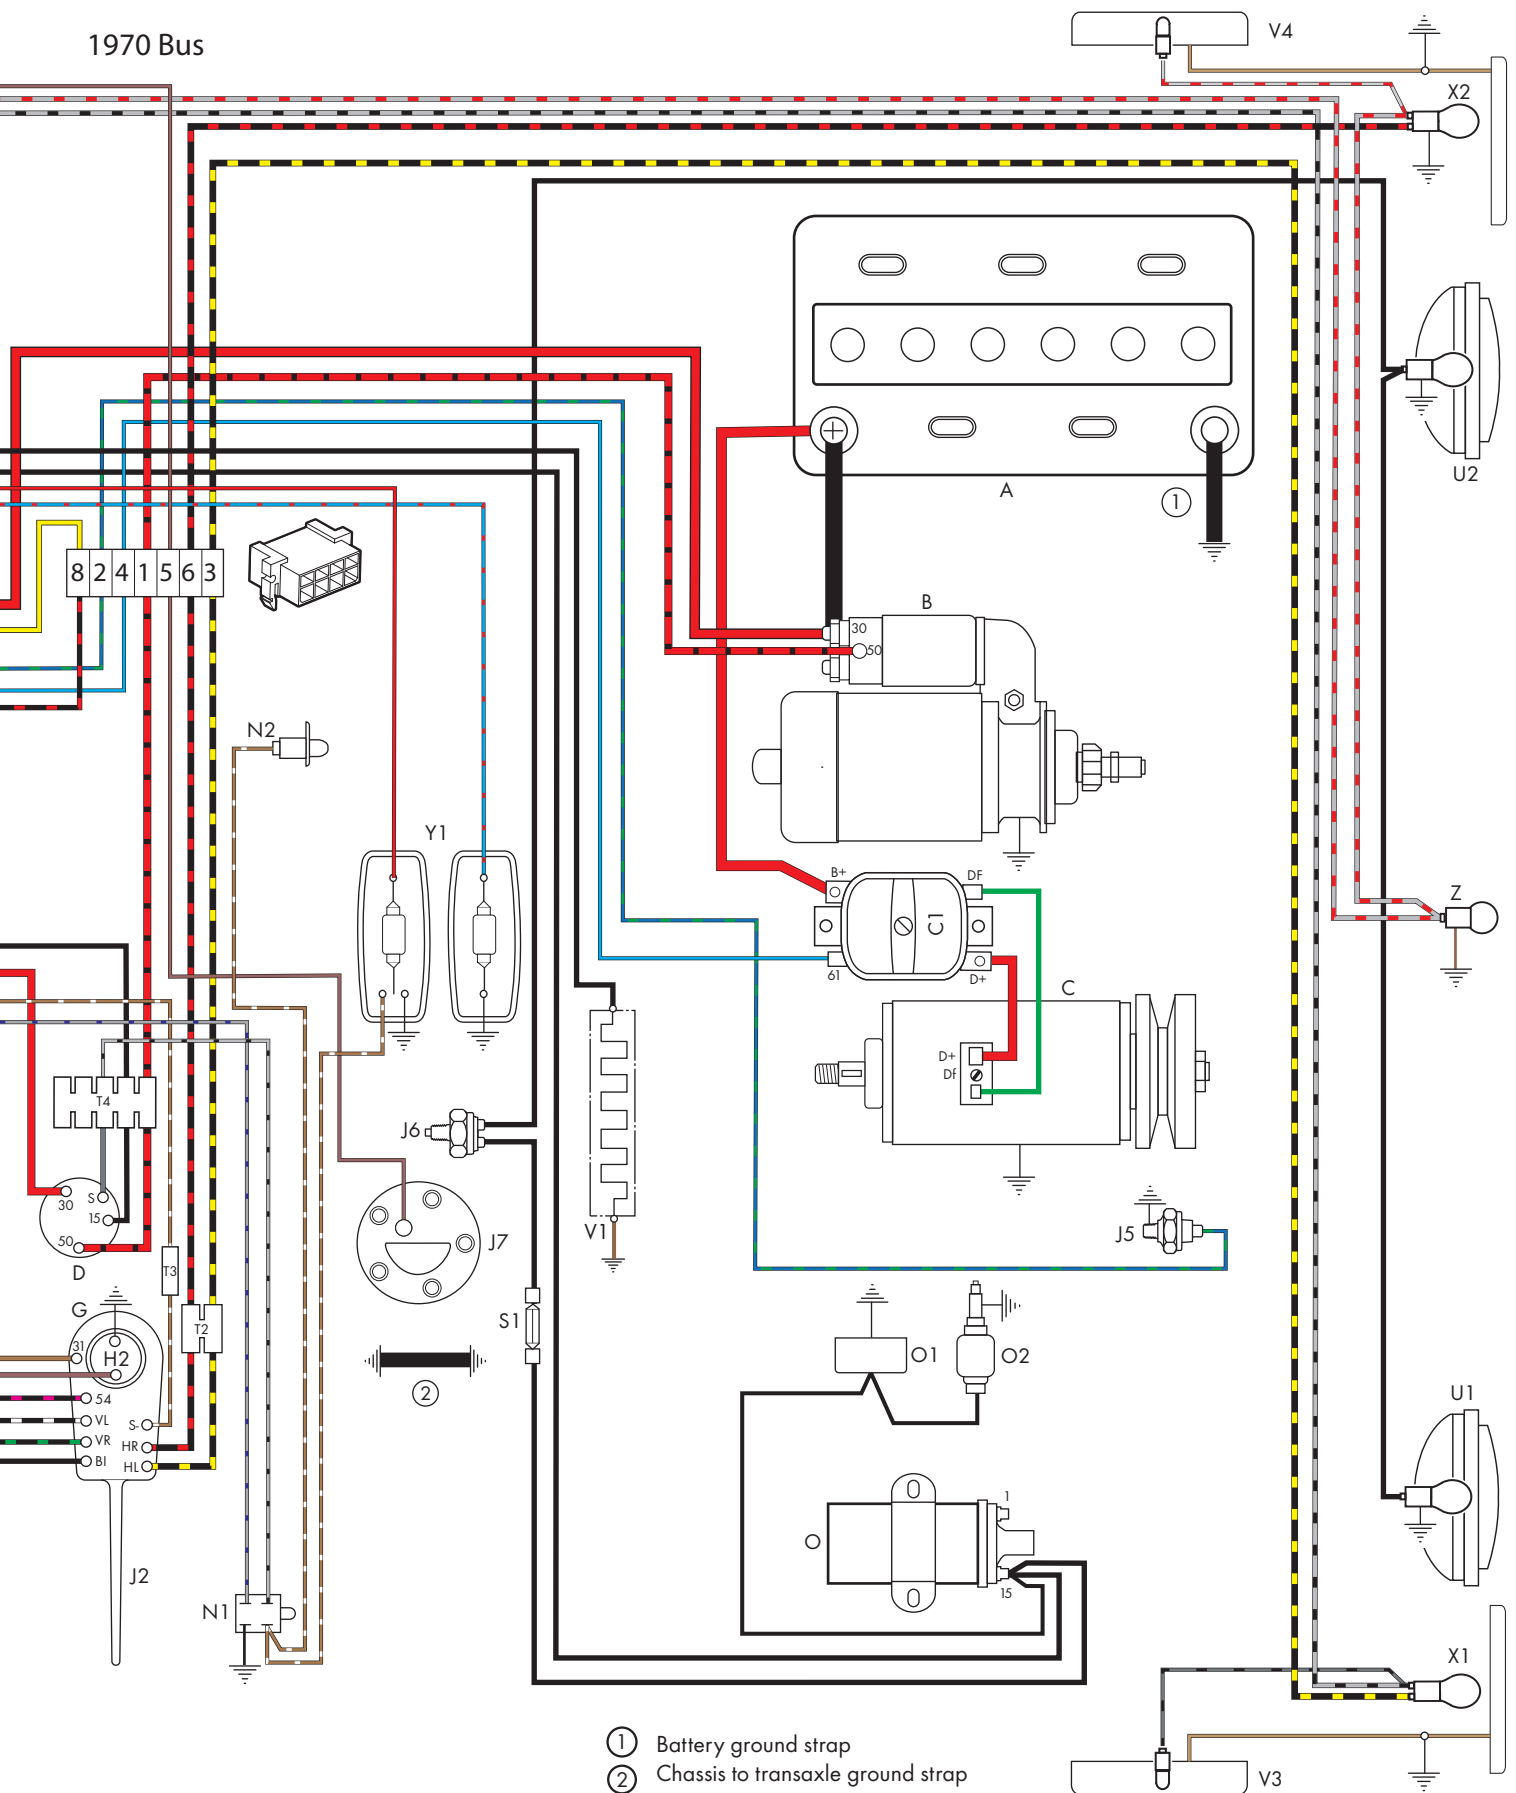 1970 Bus
V4
X2
U2
A
1
B
30
50
8 2 4 1 5 6 3
N2
Y1
B+
DF
C1
61
D+
Z
C
D+
Df
T4
J6
30
S
15
50
D
V1
J7
J5
T3
G
S1
T2
31
H2
O1
O2
2
54
VL
S-
VR
HR
BI
HL
U1
1
O
15
J2
N1
X1
1 Battery ground strap
2 Chassis to transaxle ground strap
V3